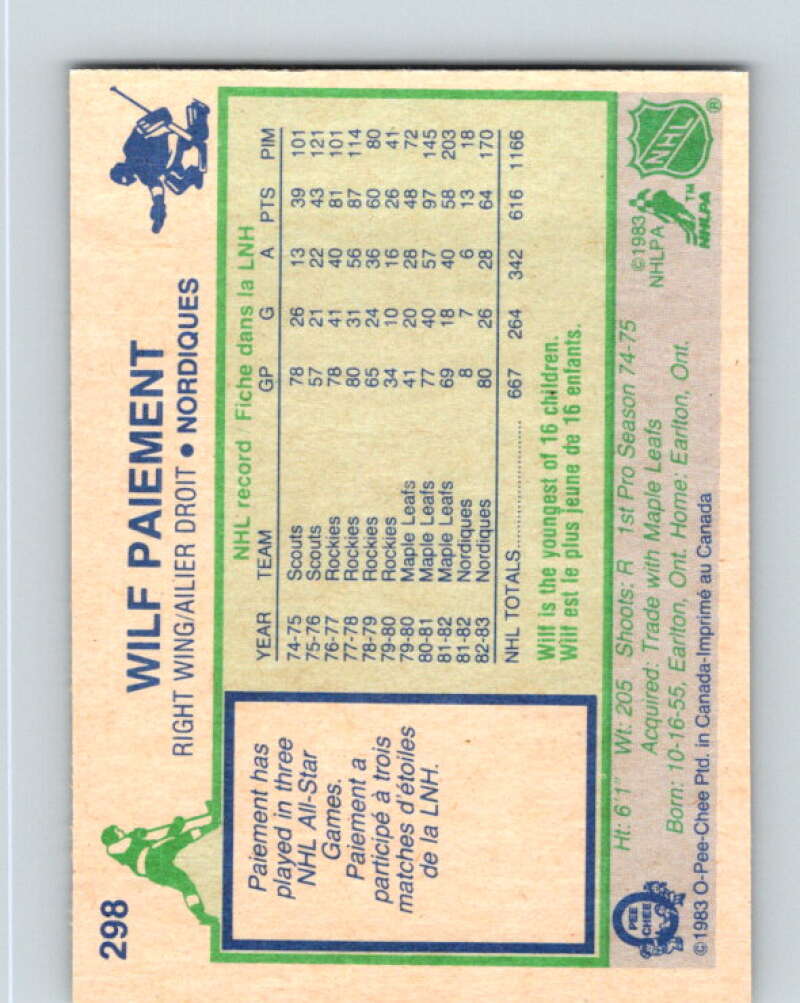 298
WILF PAIEMENT
RIGHT WING/AILIER DROIT • NORDIQUES
Paiement has
played in three
NHL All-Star
Games.
Paiement a
participé à trois
matches d'étoiles
de la LNH.
NHL record Fiche dans la LNH
YEAR TEAM GP G A PTS PIM
74-75 Scouts 78 26 13 39 101
75-76 Scouts 57 21 22 43 121
76-77 Rockies 78 41 40 81 101
77-78 Rockies 80 31 56 87 114
78-79 Rockies 65 24 36 60 80
79-80 Rockies 34 10 16 26 41
79-80 Maple Leafs 41 20 28 48 72
80-81 Maple Leafs 77 40 57 97 145
81-82 Maple Leafs 69 18 40 58 203
81-82 Nordiques 8 7 6 13 18
82-83 Nordiques 80 26 28 64 170
NHL TOTALS 667 264 342 616 1166
Wilf is the youngest of 16 children.
Wilf est le plus jeune de 16 enfants.
Ht: 6'1" Wt: 205 Shoots: R 1st Pro Season 74-75
Acquired: Trade with Maple Leafs
Born: 10-16-55, Earlton, Ont. Home: Earlton, Ont.
©1983 O-Pee-Chee Ptd. in Canada-Imprimé au Canada
PEE
CHEE
©1983
NHLPA
NHL ®
TM
NHLPA